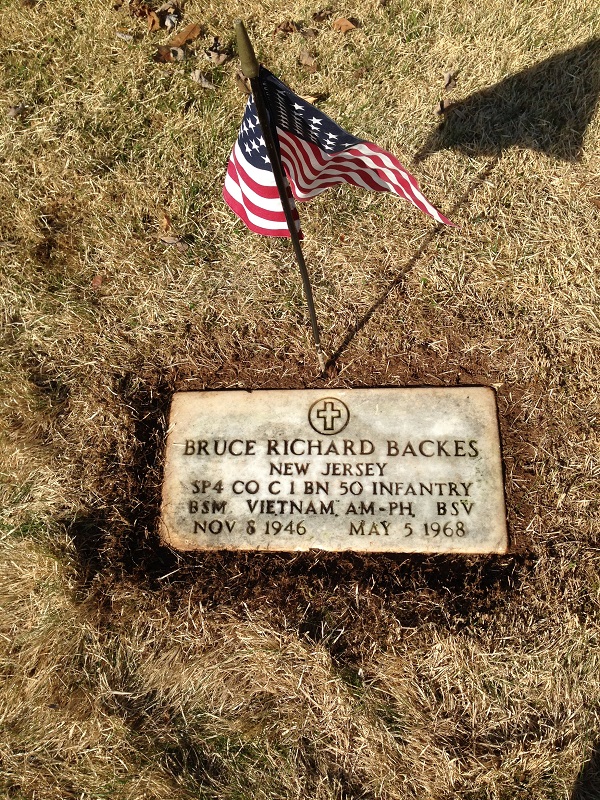 BRUCE RICHARD BACKES
NEW JERSEY
SP4 CO C 1 BN 50 INFANTRY
BSM VIETNAM, AM-PH, BSV
NOV 8 1946 MAY 5 1968